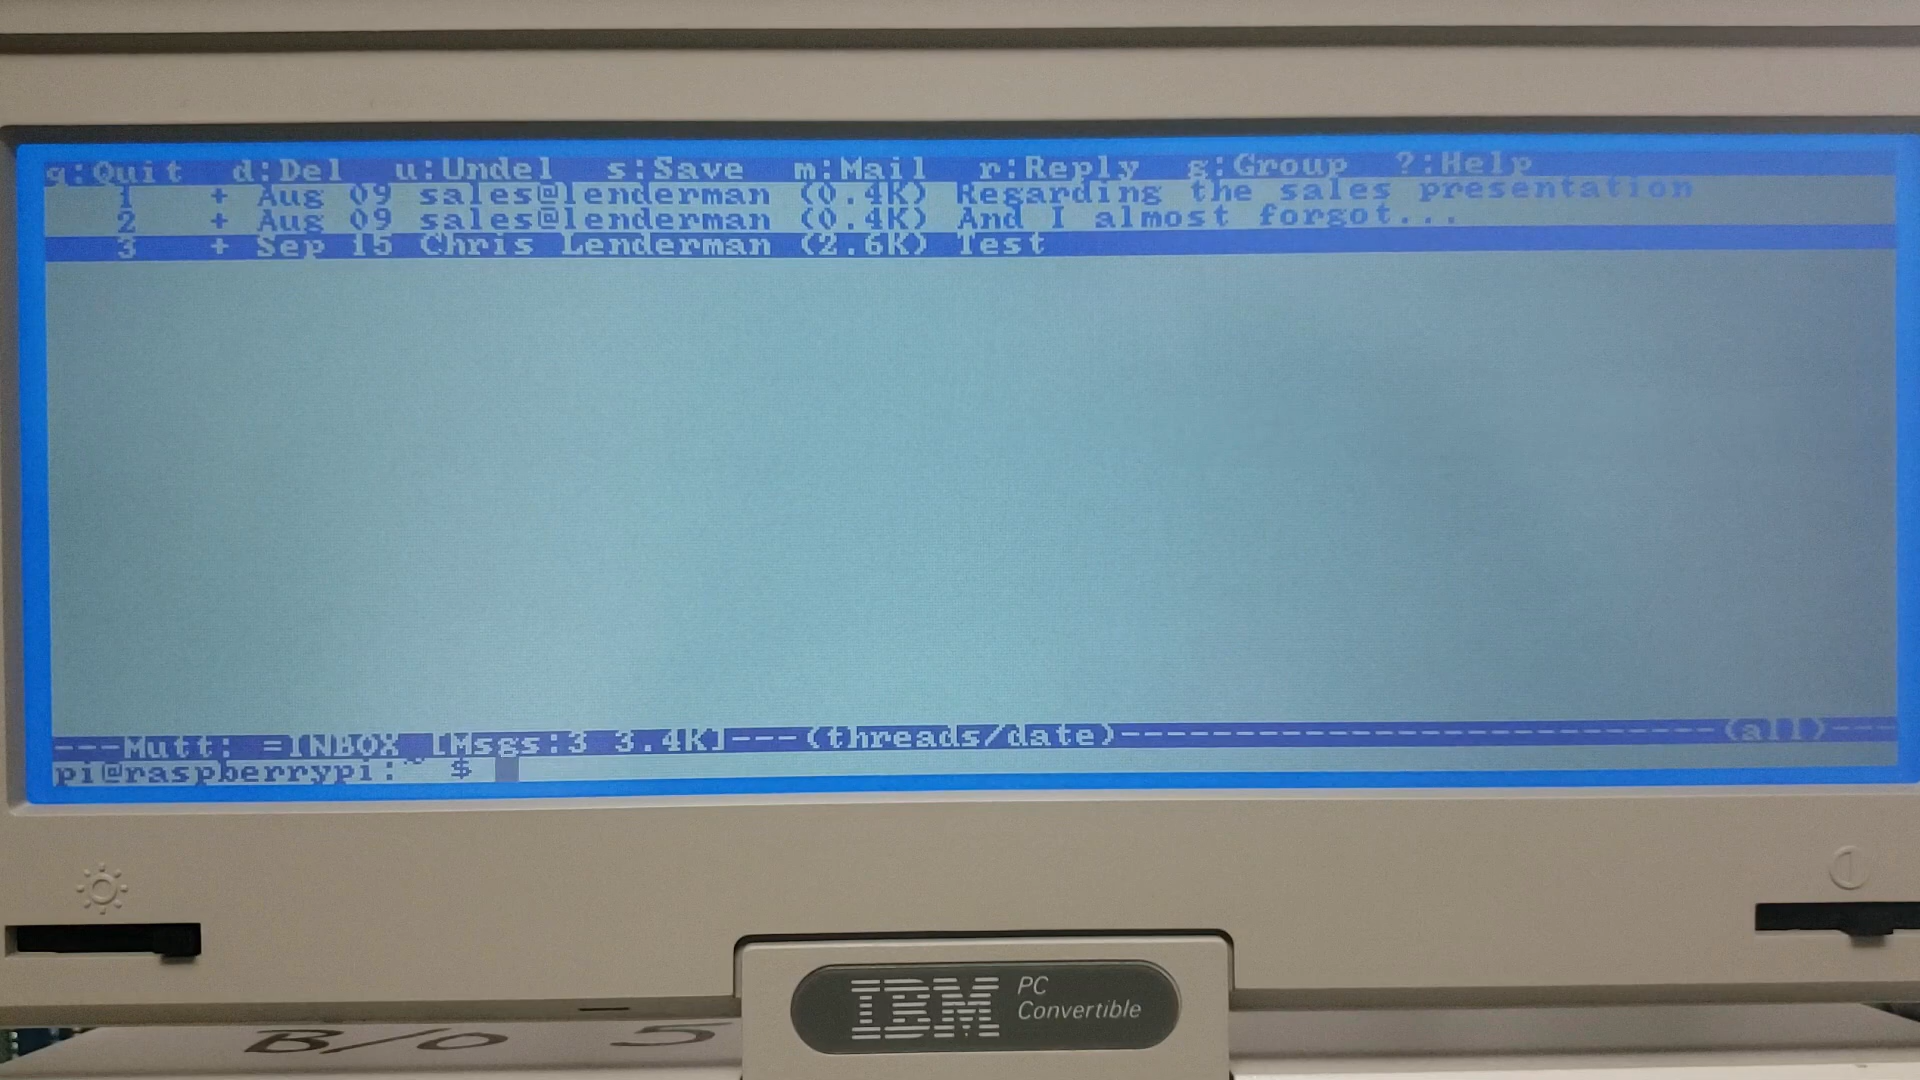 q:Quit  d:Del  u:Undel  s:Save  m:Mail  r:Reply  g:Group  ?:Help
1   + Aug 09 sales@lenderman (0.4K) Regarding the sales presentation
2   + Aug 09 sales@lenderman (0.4K) And I almost forgot...
3   + Sep 15 Chris Lenderman (2.6K) Test
---Mutt: =INBOX [Msgs:3 3.4K]---(threads/date)--------------------------(all)---
pi@raspberrypi:~ $
IBM PC
Convertible
B/O 5